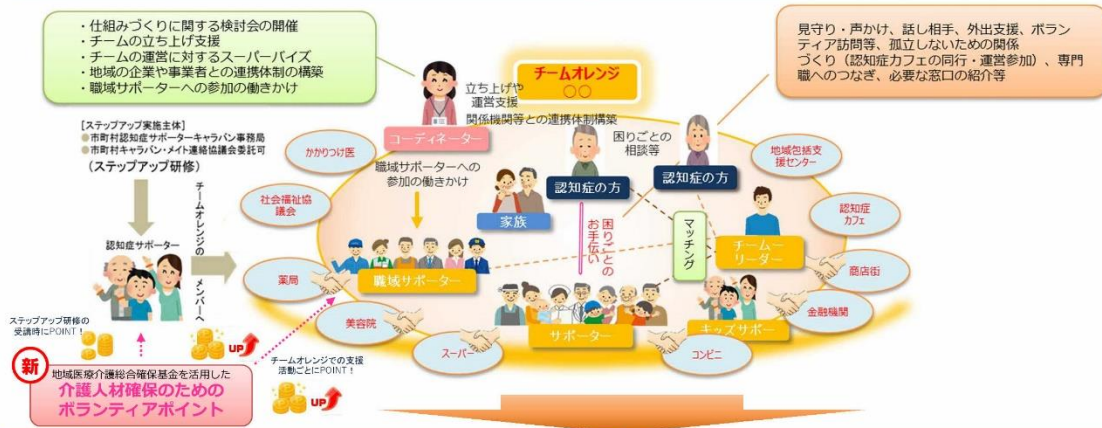 ・仕組みづくりに関する検討会の開催
・チームの立ち上げ支援
・チームの運営に対するスーパーバイズ
・地域の企業や事業者との連携体制の構築
・職域サポーターへの参加の働きかけ
見守り・声かけ、話し相手、外出支援、ボラン
ティア訪問等、孤立しないための関係
づくり（認知症カフェの同行・運営参加）、専門
職へのつなぎ、必要な窓口の紹介等
チームオレンジ
○○
立ち上げや
運営支援
関係機関等との連携体制構築
コーディネーター
[ステップアップ実施主体]
●市町村認知症サポーターキャラバン事務局
●市町村キャラバン・メイト連絡協議会委託可
(ステップアップ研修)
かかりつけ医
職域サポーターへの
参加の働きかけ
困りごとの
相談等
認知症の方
認知症の方
地域包括支
援センター
社会福祉協
議会
家族
認知症
カフェ
認知症サポーター
チームオレンジの
メンバーへ
困りごとの
お手伝い
マッチング
チームー
リーダー
薬局
職域サポーター
商店街
美容院
サポーター
キッズサポー
金融機関
スーパー
コンビニ
ステップアップ研修の
受講時にPOINT！
UP
チームオレンジでの支援
活動ごとにPOINT！
UP
新
地域医療介護総合確保基金を活用した
介護人材確保のための
ボランティアポイント